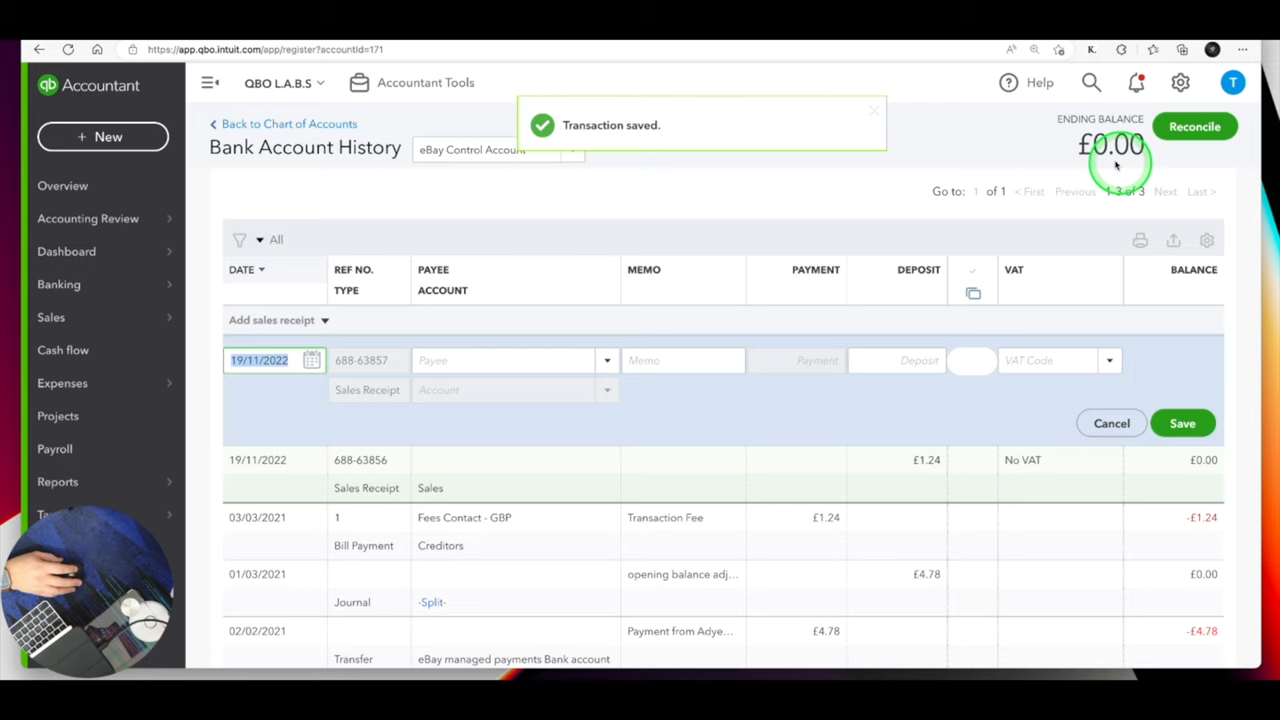 https://app.qbo.intuit.com/app/register?accountId=171
K.
qb Accountant
QBO L.A.B.S
Accountant Tools
Help
T
+ New
Back to Chart of Accounts
Transaction saved.
ENDING BALANCE
Reconcile
Bank Account History
eBay Control Account
£0.00
Overview
Accounting Review
Dashboard
Banking
Sales
Cash flow
Expenses
Projects
Payroll
Reports
Go to: 1 of 1 < First Previous 1-3 of 3 Next Last >
All
DATE REF NO. PAYEE MEMO PAYMENT DEPOSIT VAT BALANCE
TYPE ACCOUNT
Add sales receipt
19/11/2022 688-63857 Payee Memo Payment Deposit VAT Code
Sales Receipt Account
Cancel Save
19/11/2022 688-63856 £1.24 No VAT £0.00
Sales Receipt Sales
03/03/2021 1 Fees Contact - GBP Transaction Fee £1.24 -£1.24
Bill Payment Creditors
01/03/2021 opening balance adj... £4.78 £0.00
Journal -Split-
02/02/2021 Payment from Adye... £4.78 -£4.78
Transfer eBay managed payments Bank account